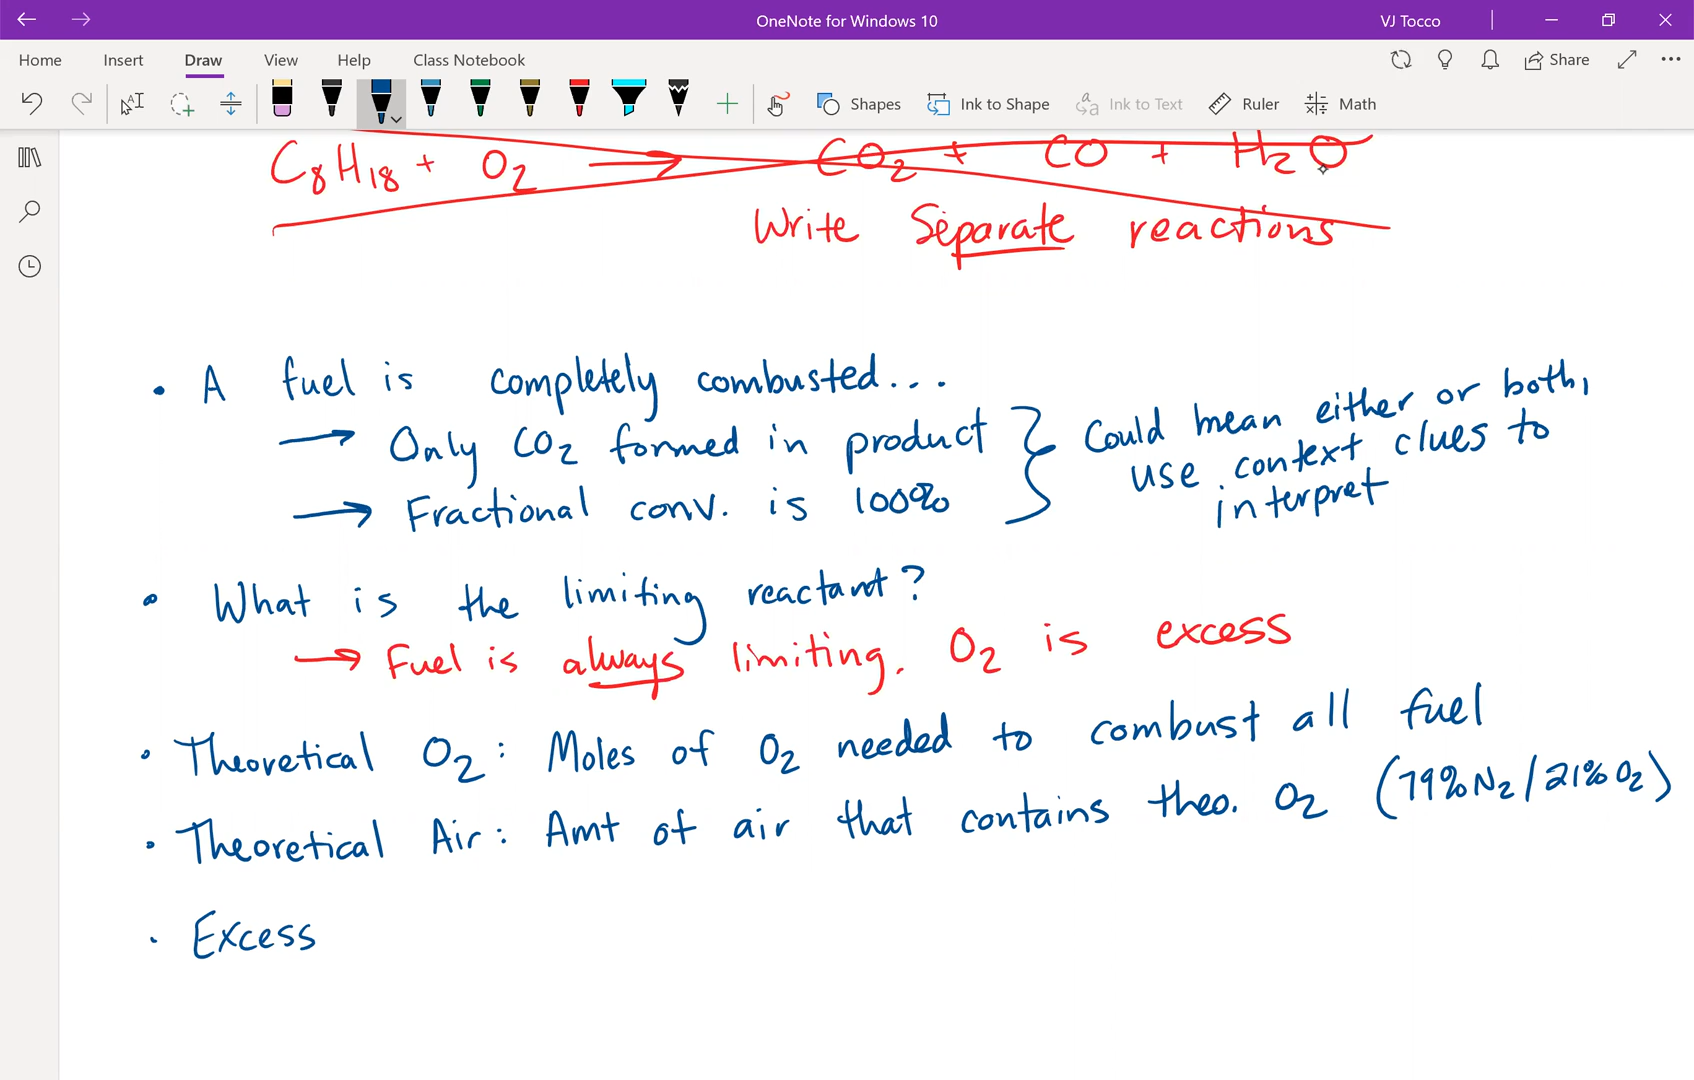 OneNote for Windows 10
VJ Tocco
Home Insert Draw View Help Class Notebook
Share
Shapes Ink to Shape Ink to Text Ruler Math
C8H18 + O2 → CO2 + CO + H2O
Write Separate reactions
• A fuel is completely combusted...
→ Only CO2 formed in product
→ Fractional conv. is 100%
} Could mean either or both,
use context clues to
interpret
• What is the limiting reactant?
→ Fuel is always limiting. O2 is excess
• Theoretical O2: Moles of O2 needed to combust all fuel
• Theoretical Air: Amt of air that contains theo. O2 (79% N2/21% O2)
• Excess